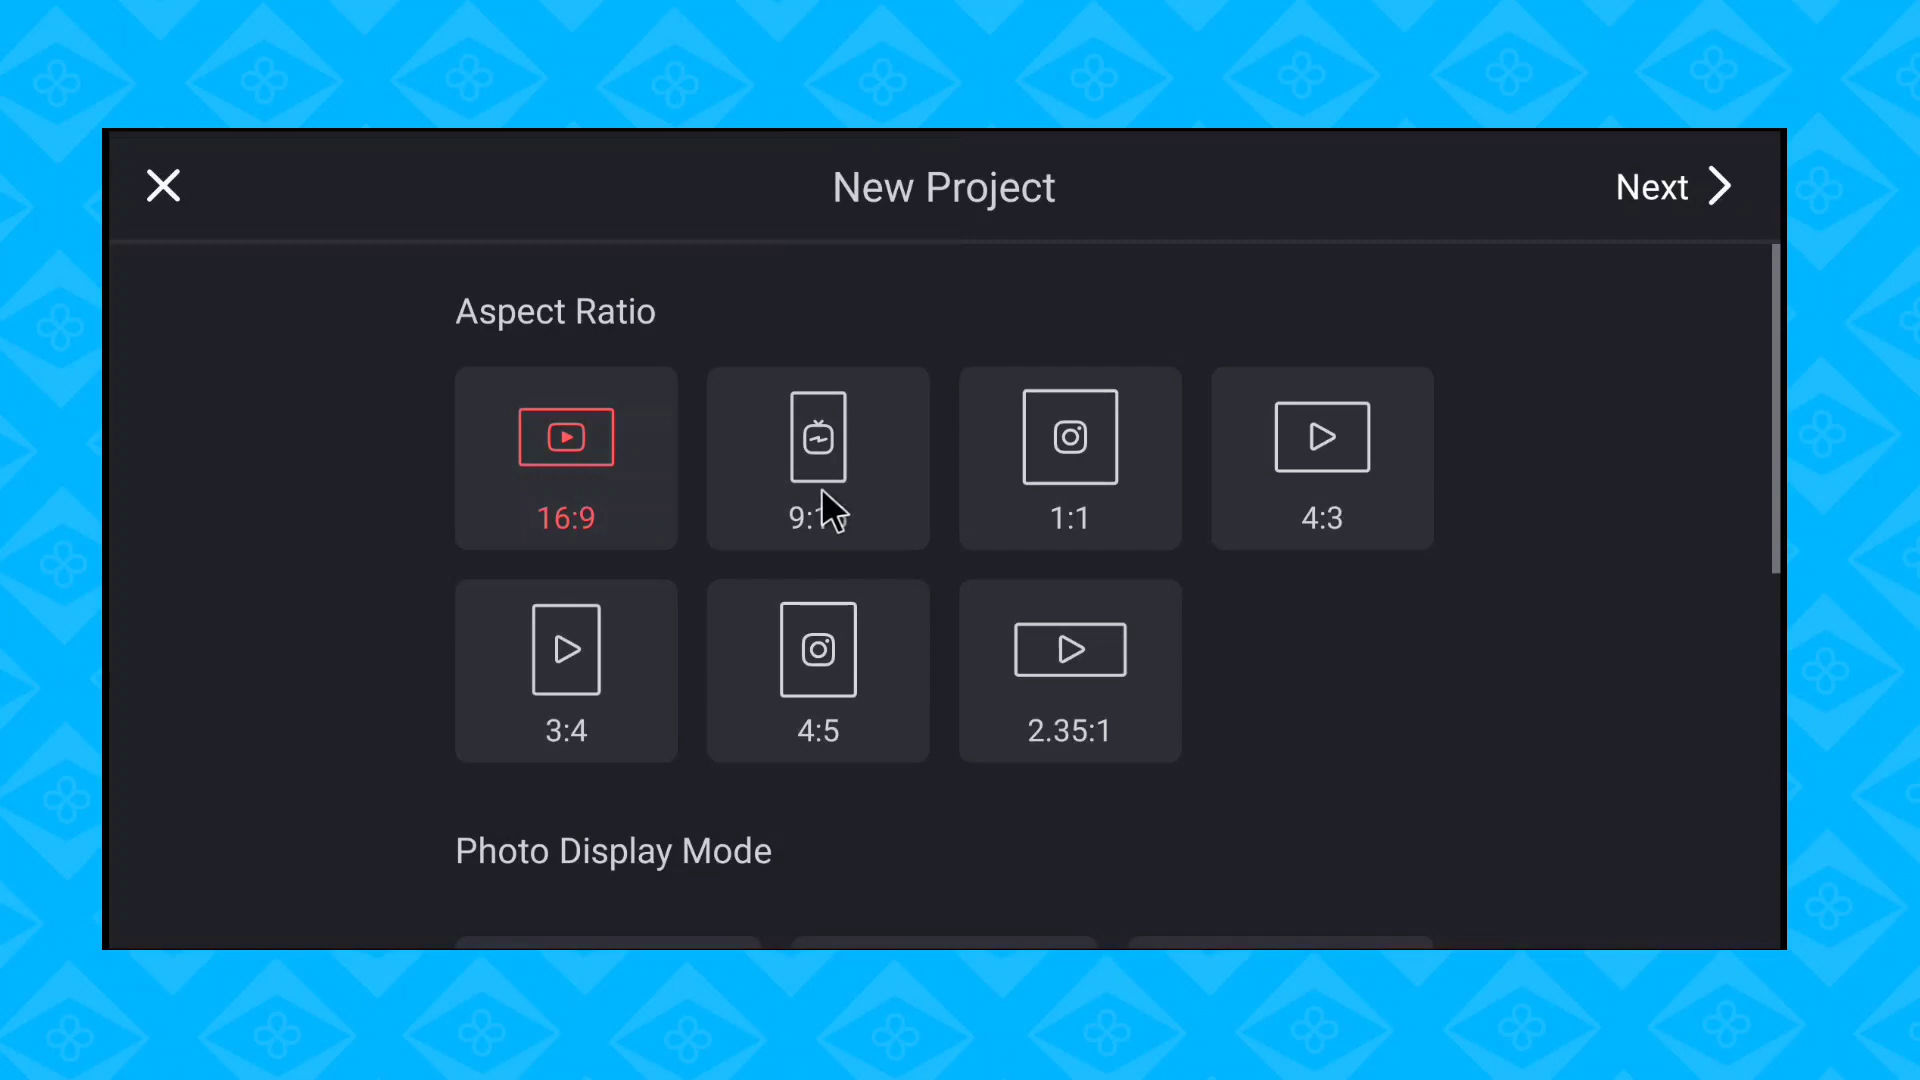 New Project
Next
Aspect Ratio
16:9
1:1
4:3
3:4
4:5
2.35:1
Photo Display Mode